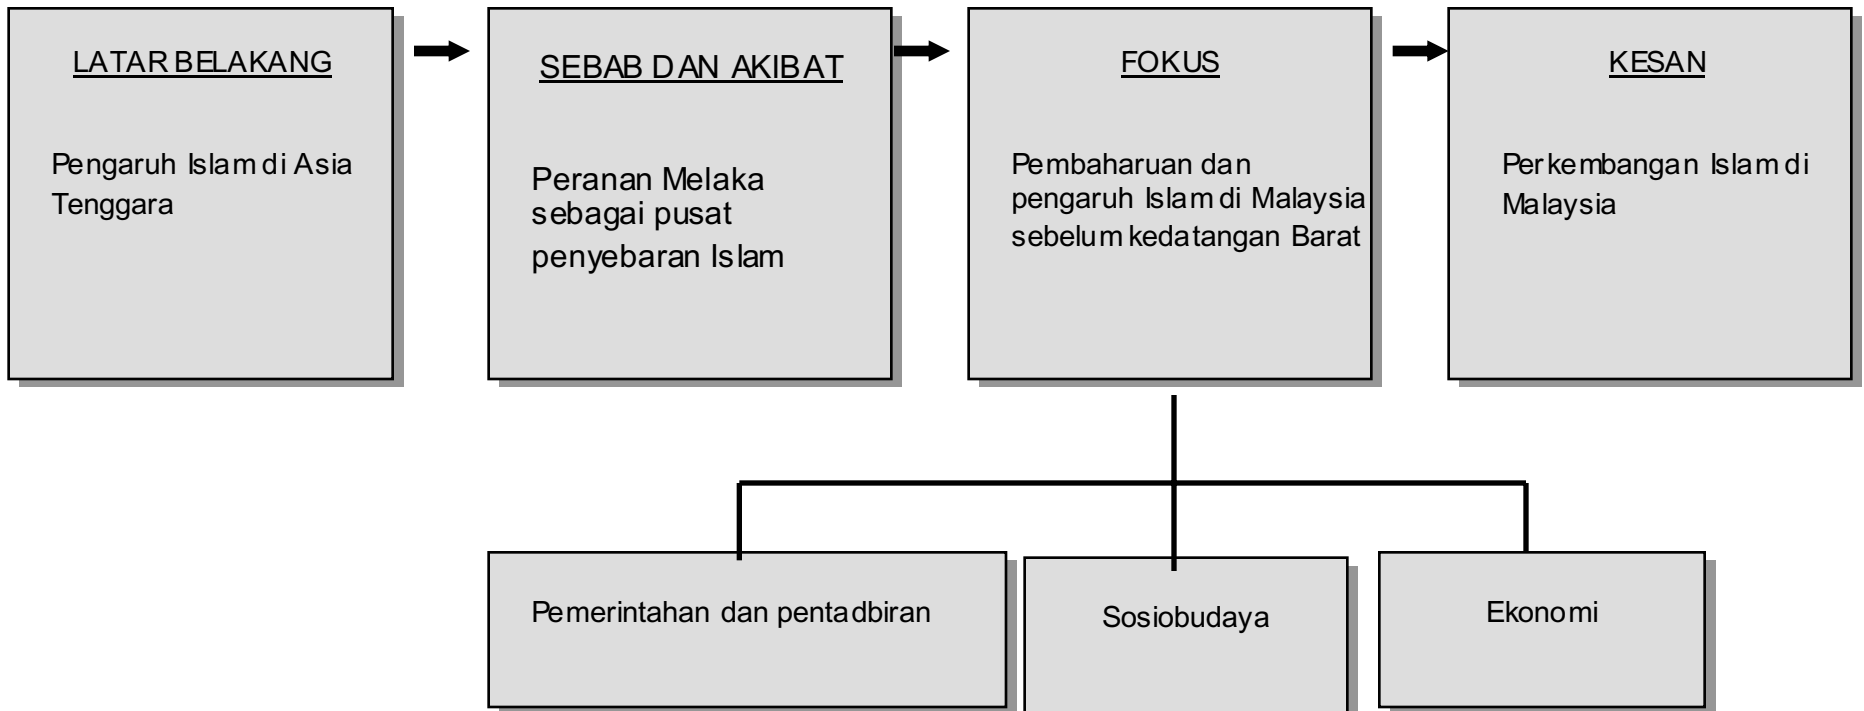 LATAR BELAKANG
Pengaruh Islam di Asia
Tenggara
SEBAB DAN AKIBAT
Peranan Melaka
sebagai pusat
penyebaran Islam
FOKUS
Pembaharuan dan
pengaruh Islam di Malaysia
sebelum kedatangan Barat
KESAN
Perkembangan Islam di
Malaysia
Pemerintahan dan pentadbiran
Sosiobudaya
Ekonomi